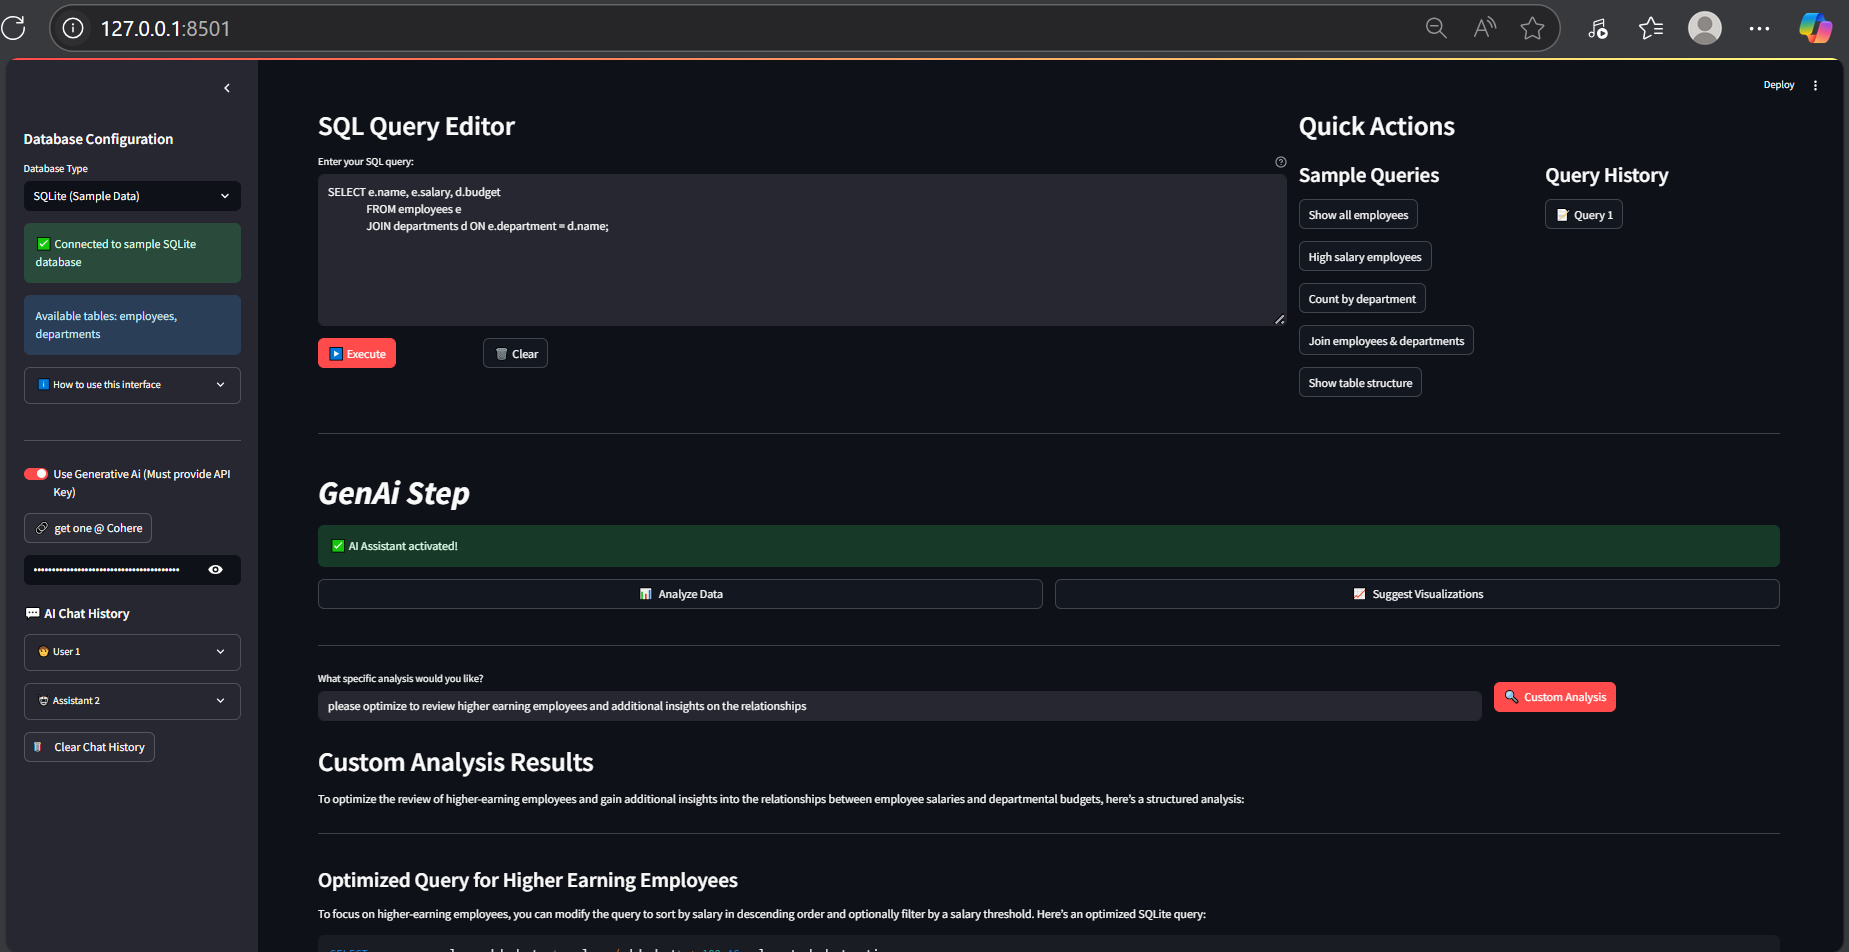 127.0.0.1:8501
Deploy
Database Configuration
Database Type
SQLite (Sample Data)
✅ Connected to sample SQLite
database
Available tables: employees,
departments
How to use this interface
Use Generative Ai (Must provide API
Key)
get one @ Cohere
AI Chat History
User 1
Assistant 2
Clear Chat History
SQL Query Editor
Enter your SQL query:
SELECT e.name, e.salary, d.budget
FROM employees e
JOIN departments d ON e.department = d.name;
Execute
Clear
Quick Actions
Sample Queries
Show all employees
High salary employees
Count by department
Join employees & departments
Show table structure
Query History
Query 1
GenAi Step
✅ AI Assistant activated!
Analyze Data
Suggest Visualizations
What specific analysis would you like?
please optimize to review higher earning employees and additional insights on the relationships
Custom Analysis
Custom Analysis Results
To optimize the review of higher-earning employees and gain additional insights into the relationships between employee salaries and departmental budgets, here's a structured analysis:
Optimized Query for Higher Earning Employees
To focus on higher-earning employees, you can modify the query to sort by salary in descending order and optionally filter by a salary threshold. Here's an optimized SQLite query: